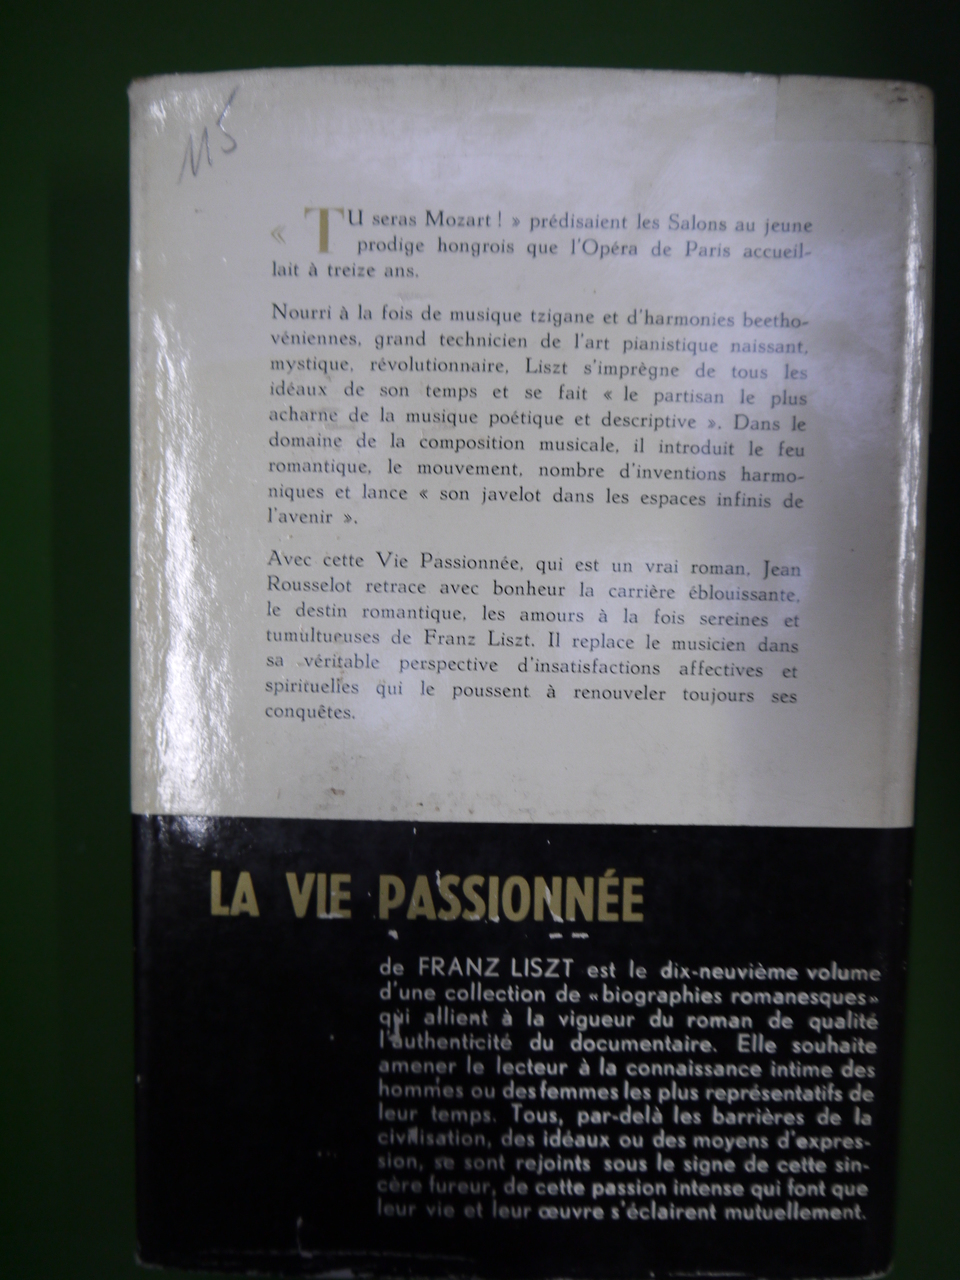 115
« TU seras Mozart ! » prédisaient les Salons au jeune
prodige hongrois que l'Opéra de Paris accueil-
lait à treize ans.
Nourri à la fois de musique tzigane et d'harmonies beetho-
véniennes, grand technicien de l'art pianistique naissant,
mystique, révolutionnaire, Liszt s'imprègne de tous les
idéaux de son temps et se fait « le partisan le plus
acharné de la musique poétique et descriptive ». Dans le
domaine de la composition musicale, il introduit le feu
romantique, le mouvement, nombre d'inventions harmo-
niques et lance « son javelot dans les espaces infinis de
l'avenir ».
Avec cette Vie Passionnée, qui est un vrai roman, Jean
Rousselot retrace avec bonheur la carrière éblouissante,
le destin romantique, les amours à la fois sereines et
tumultueuses de Franz Liszt. Il replace le musicien dans
sa véritable perspective d'insatisfactions affectives et
spirituelles qui le poussent à renouveler toujours ses
conquêtes.
LA VIE PASSIONNÉE
de FRANZ LISZT est le dix-neuvième volume
d'une collection de «biographies romanesques»
qui allient à la vigueur du roman de qualité
l'authenticité du documentaire. Elle souhaite
amener le lecteur à la connaissance intime des
hommes ou des femmes les plus représentatifs de
leur temps. Tous, par-delà les barrières de la
civilisation, des idéaux ou des moyens d'expres-
sion, se sont rejoints sous le signe de cette sin-
cère fureur, de cette passion intense qui font que
leur vie et leur œuvre s'éclairent mutuellement.